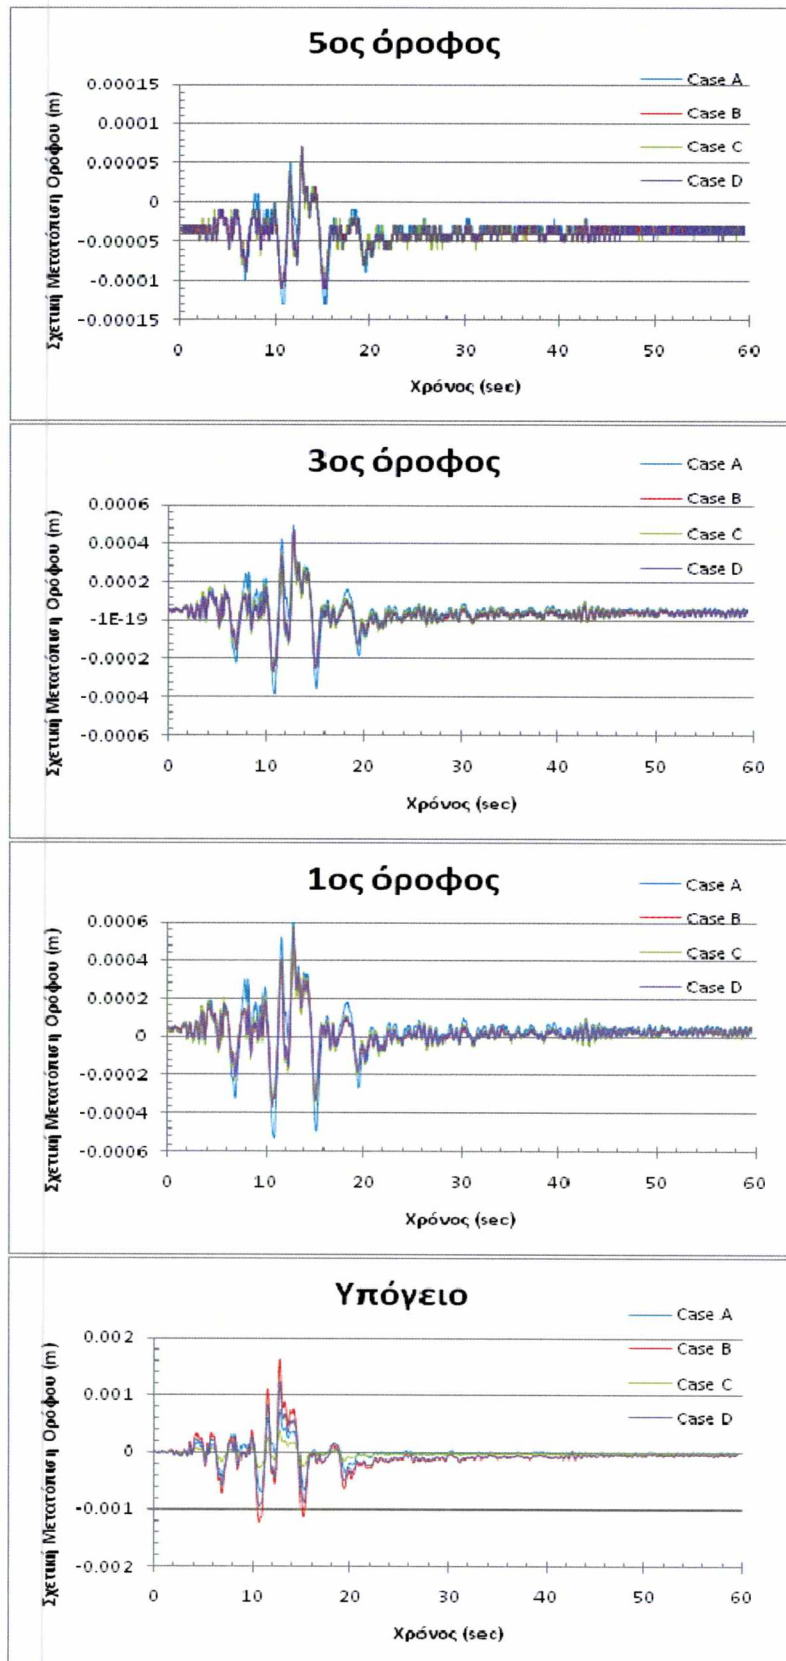 5ος όροφος
Σχετική Μετατόπιση Ορόφου (m)
0.00015
0.0001
0.00005
0
-0.00005
-0.0001
-0.00015
Case A
Case B
Case C
Case D
0 10 20 30 40 50 60
Χρόνος (sec)
3ος όροφος
Σχετική Μετατόπιση Ορόφου (m)
0.0006
0.0004
0.0002
-1E-19
-0.0002
-0.0004
-0.0006
Case A
Case B
Case C
Case D
0 10 20 30 40 50 60
Χρόνος (sec)
1ος όροφος
Σχετική Μετατόπιση Ορόφου (m)
0.0006
0.0004
0.0002
0
-0.0002
-0.0004
-0.0006
Case A
Case B
Case C
Case D
0 10 20 30 40 50 60
Χρόνος (sec)
Υπόγειο
Σχετική Μετατόπιση Ορόφου (m)
0.002
0.001
0
-0.001
-0.002
Case A
Case B
Case C
Case D
0 10 20 30 40 50 60
Χρόνος (sec)